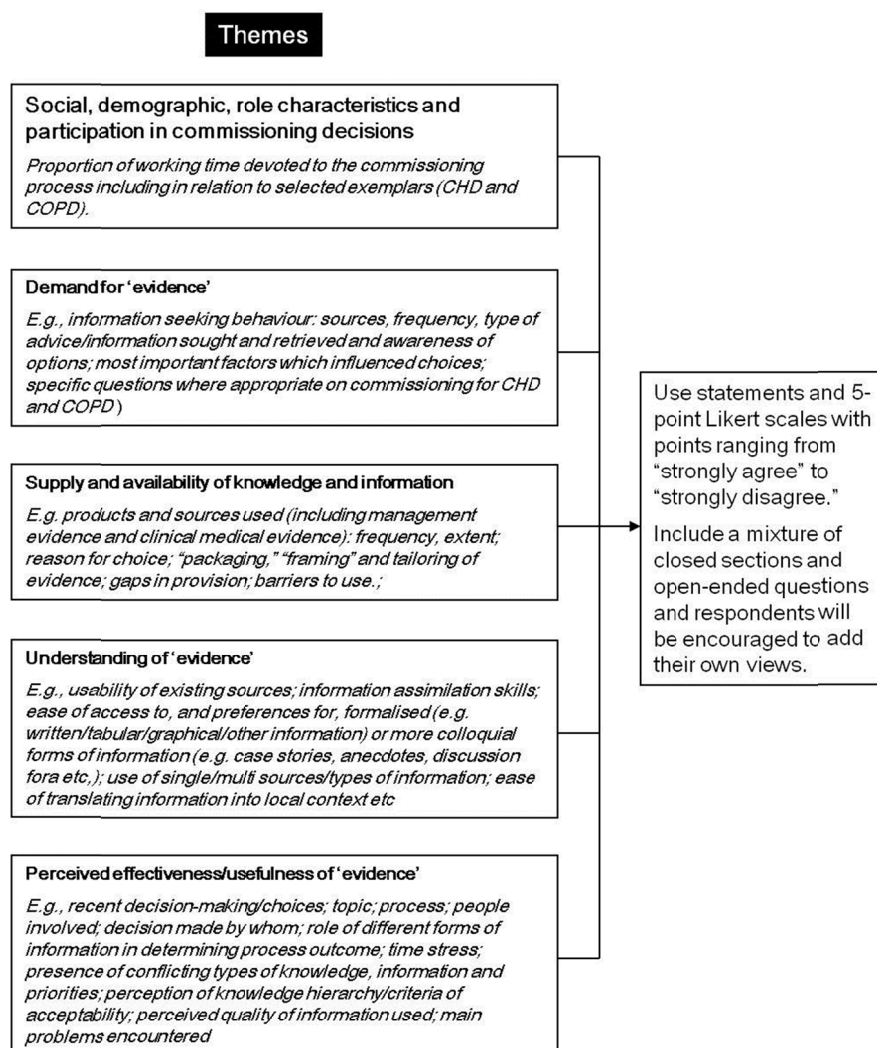 Themes
Social, demographic, role characteristics and
participation in commissioning decisions
Proportion of working time devoted to the commissioning
process including in relation to selected exemplars (CHD and
COPD).
Demand for ‘evidence’
E.g., information seeking behaviour: sources, frequency, type of
advice/information sought and retrieved and awareness of
options; most important factors which influenced choices;
specific questions where appropriate on commissioning for CHD
and COPD)
Supply and availability of knowledge and information
E.g. products and sources used (including management
evidence and clinical medical evidence): frequency, extent;
reason for choice; “packaging,” “framing” and tailoring of
evidence; gaps in provision; barriers to use.;
Understanding of ‘evidence’
E.g., usability of existing sources; information assimilation skills;
ease of access to, and preferences for, formalised (e.g.
written/tabular/graphical/other information) or more colloquial
forms of information (e.g. case stories, anecdotes, discussion
fora etc,); use of single/multi sources/types of information; ease
of translating information into local context etc
Perceived effectiveness/usefulness of ‘evidence’
E.g., recent decision-making/choices; topic; process; people
involved; decision made by whom; role of different forms of
information in determining process outcome; time stress;
presence of conflicting types of knowledge, information and
priorities; perception of knowledge hierarchy/criteria of
acceptability; perceived quality of information used; main
problems encountered
Use statements and 5-
point Likert scales with
points ranging from
“strongly agree” to
“strongly disagree.”
Include a mixture of
closed sections and
open-ended questions
and respondents will
be encouraged to add
their own views.